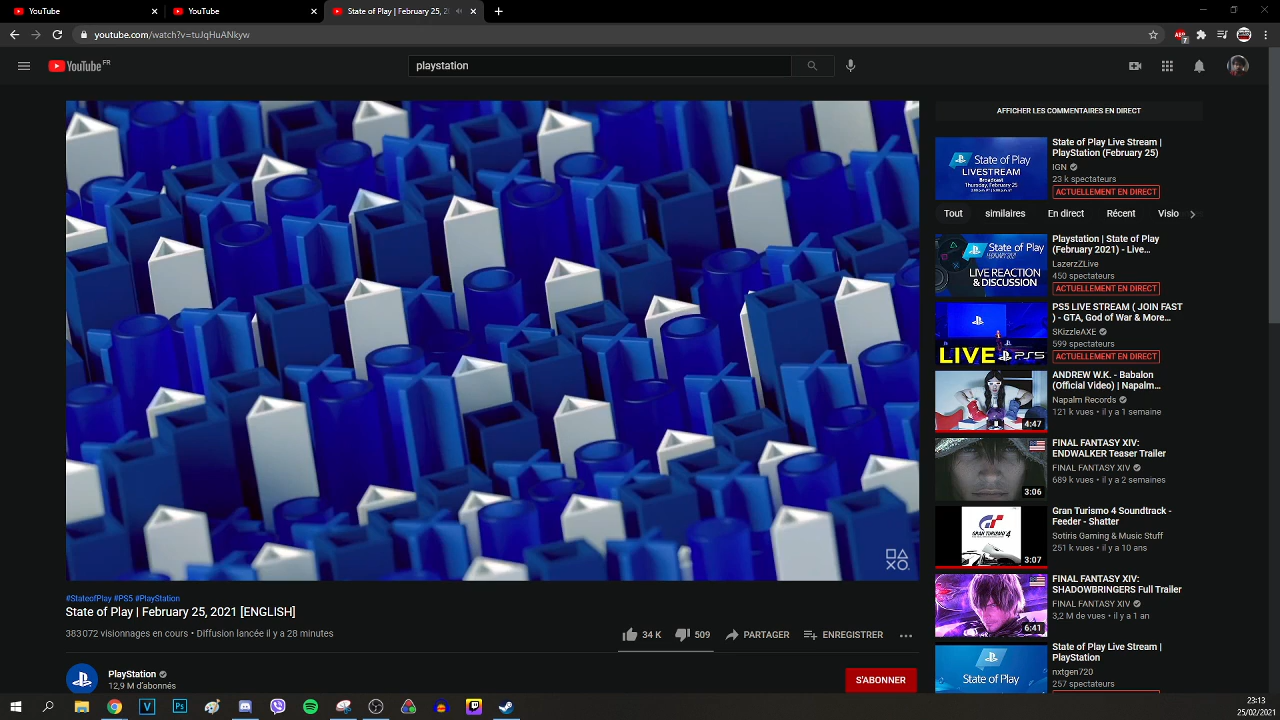 YouTube
YouTube
State of Play | February 25, 2
youtube.com/watch?v=tuJqHuANkyw
ABP
7
YouTube FR
playstation
AFFICHER LES COMMENTAIRES EN DIRECT
State of Play
LIVESTREAM
Broadcast
Thursday, February 25
State of Play Live Stream |
PlayStation (February 25)
IGN
23 k spectateurs
ACTUELLEMENT EN DIRECT
Tout
similaires
En direct
Récent
Visio
State of Play
LIVE REACTION
& DISCUSSION
Playstation | State of Play
(February 2021) - Live...
LazerzZLive
450 spectateurs
ACTUELLEMENT EN DIRECT
LIVE PS5
PS5 LIVE STREAM ( JOIN FAST
) - GTA, God of War & More...
SKizzleAXE
599 spectateurs
ACTUELLEMENT EN DIRECT
4:47
ANDREW W.K. - Babalon
(Official Video) | Napalm...
Napalm Records
121 k vues • il y a 1 semaine
3:06
FINAL FANTASY XIV:
ENDWALKER Teaser Trailer
FINAL FANTASY XIV
689 k vues • il y a 2 semaines
GRAN TURISMO 4
3:07
Gran Turismo 4 Soundtrack -
Feeder - Shatter
Sotiris Gaming & Music Stuff
251 k vues • il y a 10 ans
6:41
FINAL FANTASY XIV:
SHADOWBRINGERS Full Trailer
FINAL FANTASY XIV
3,2 M de vues • il y a 1 an
State of Play
State of Play Live Stream |
PlayStation
nxtgen720
257 spectateurs
#StateofPlay #PS5 #PlayStation
State of Play | February 25, 2021 [ENGLISH]
383 072 visionnages en cours • Diffusion lancée il y a 28 minutes
34 K
509
PARTAGER
ENREGISTRER
PlayStation
12,9 M d'abonnés
S'ABONNER
V
Ps
23:13
25/02/2021